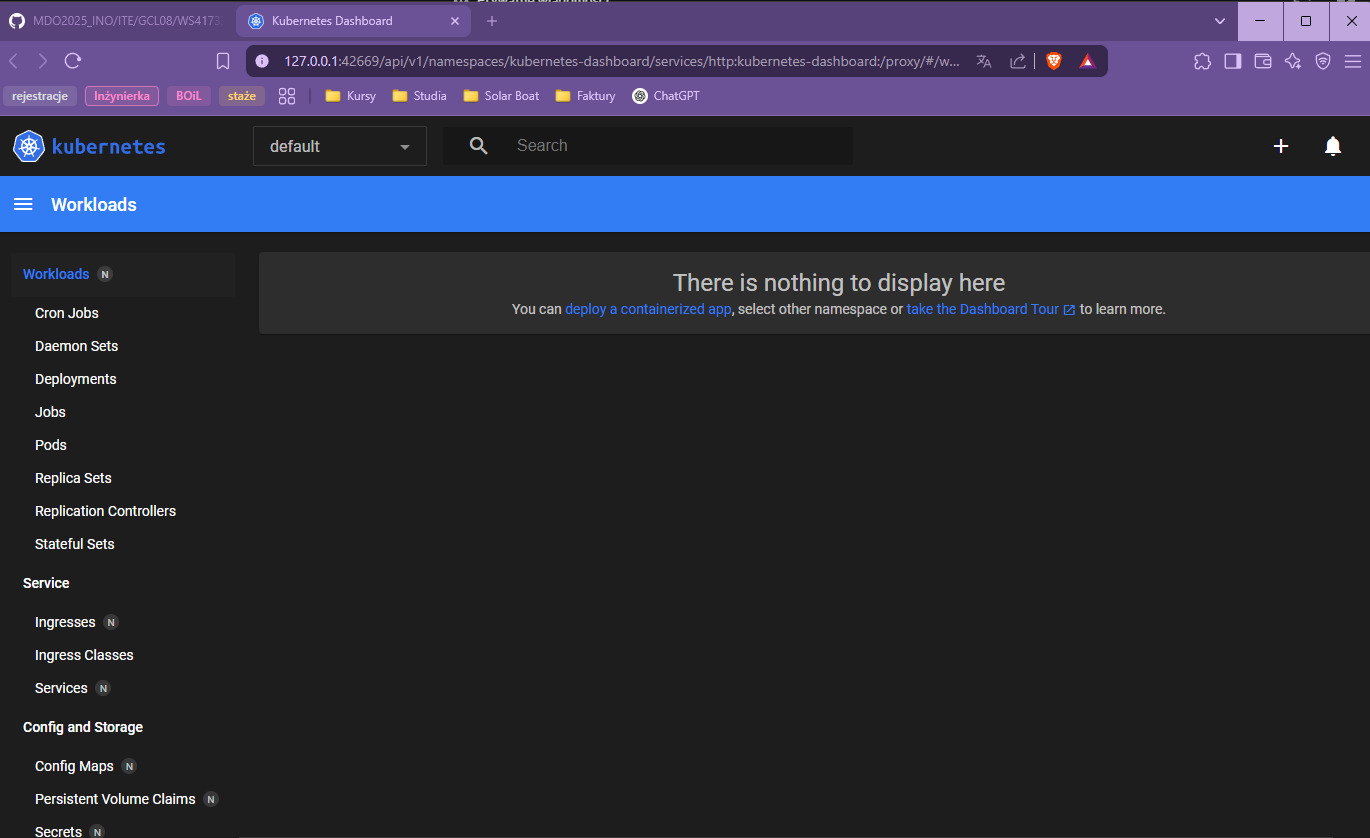 MDO2025_INO/ITE/GCL08/WS4173
Kubernetes Dashboard
127.0.0.1:42669/api/v1/namespaces/kubernetes-dashboard/services/http:kubernetes-dashboard:/proxy/#/w...
rejestracje Inżynierka BOiL staże Kursy Studia Solar Boat Faktury ChatGPT
kubernetes default Search
Workloads
Workloads N
There is nothing to display here
You can deploy a containerized app, select other namespace or take the Dashboard Tour to learn more.
Cron Jobs
Daemon Sets
Deployments
Jobs
Pods
Replica Sets
Replication Controllers
Stateful Sets
Service
Ingresses N
Ingress Classes
Services N
Config and Storage
Config Maps N
Persistent Volume Claims N
Secrets N